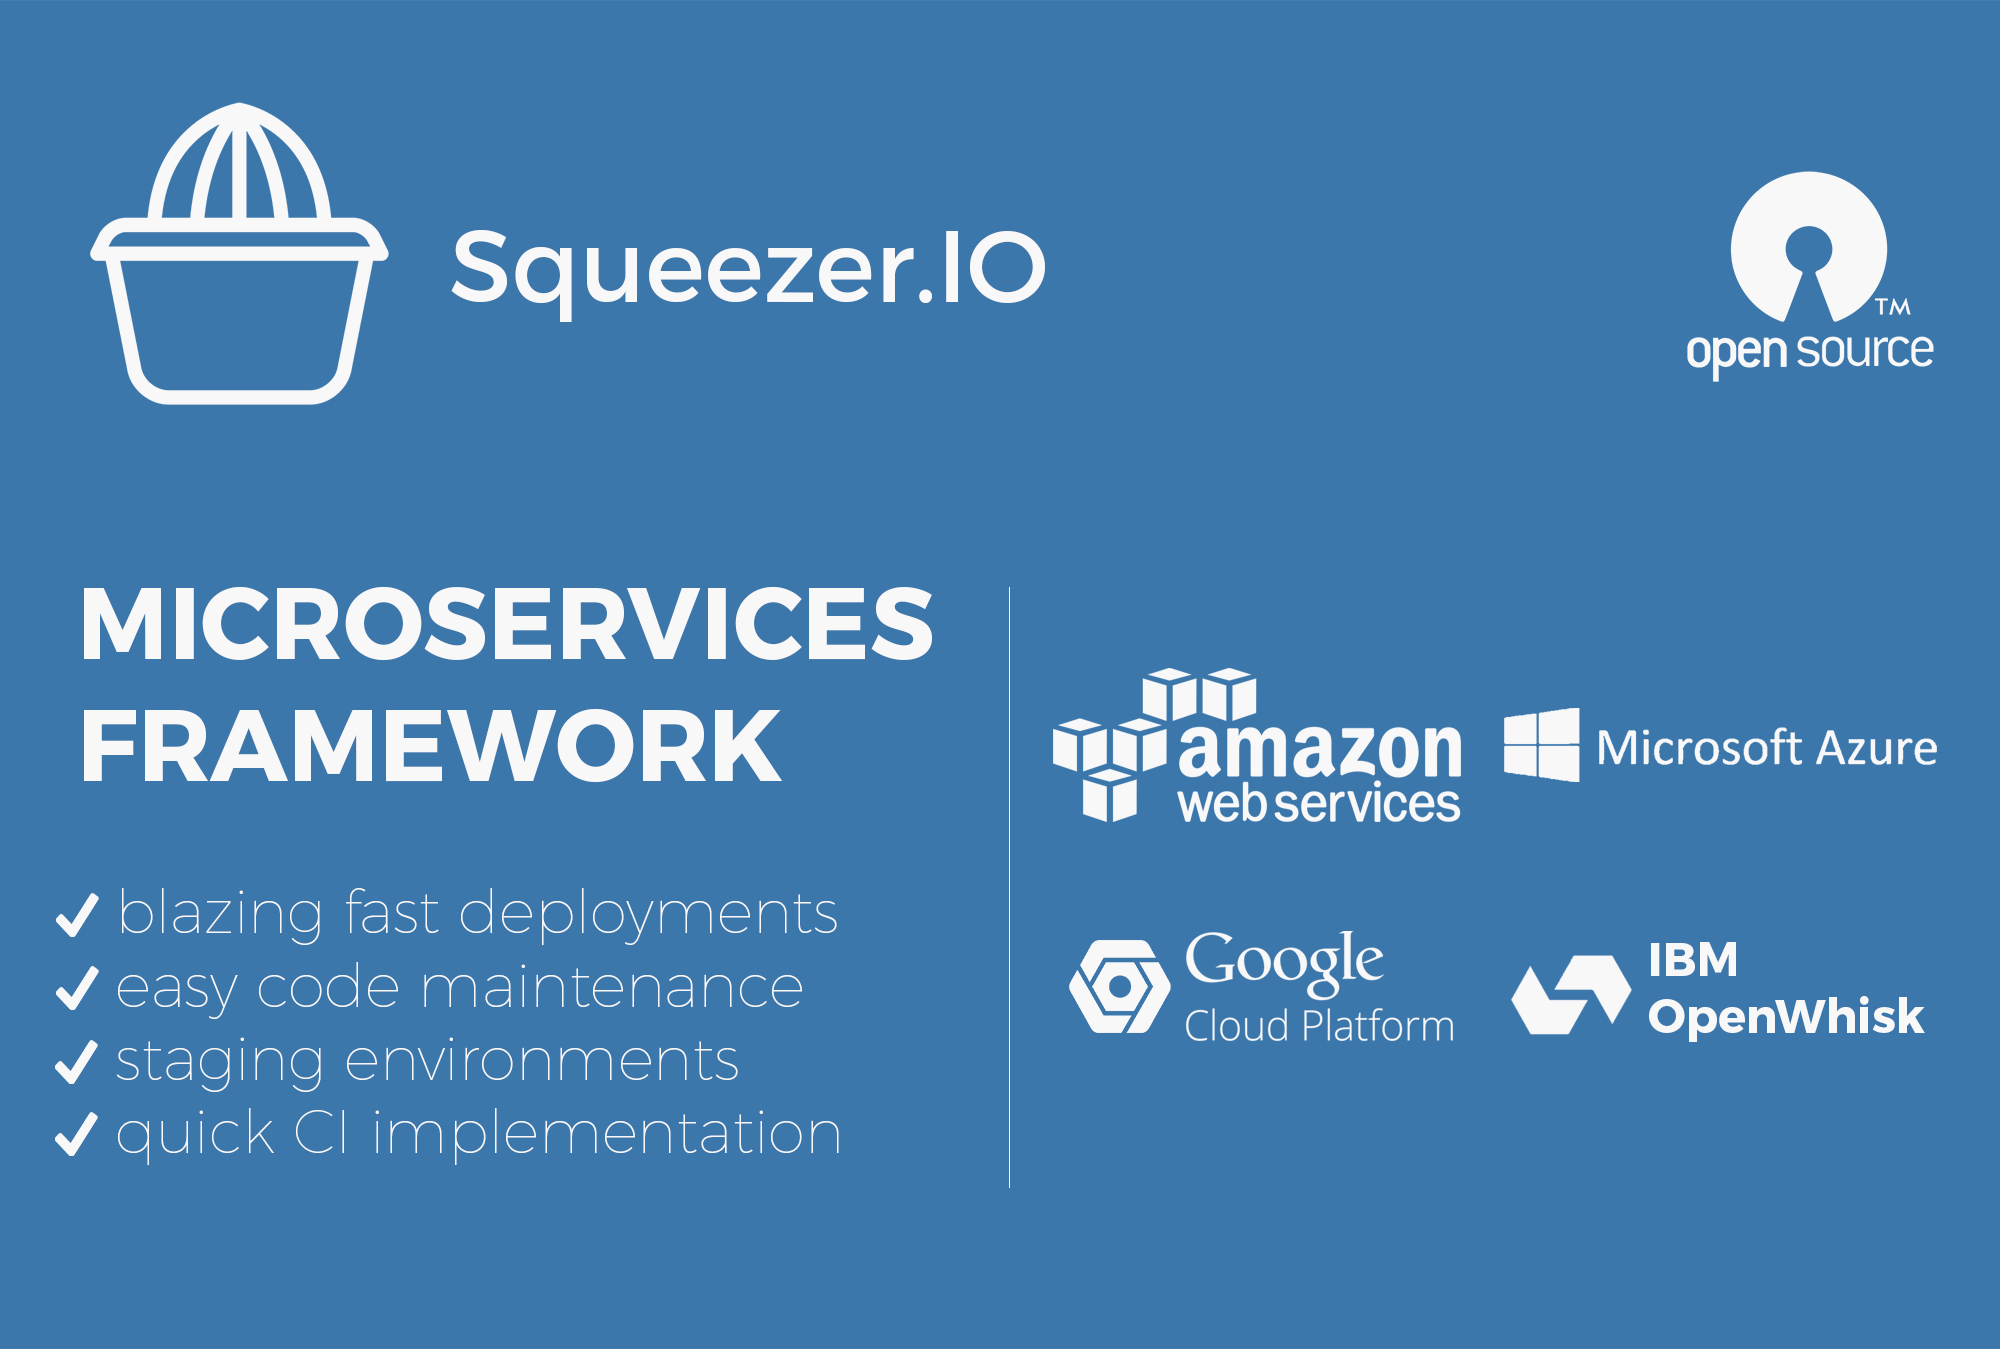 Squeezer.IO
TM
open source
MICROSERVICES
FRAMEWORK
blazing fast deployments
easy code maintenance
staging environments
quick CI implementation
amazon
web services
Microsoft Azure
Google
Cloud Platform
IBM
OpenWhisk